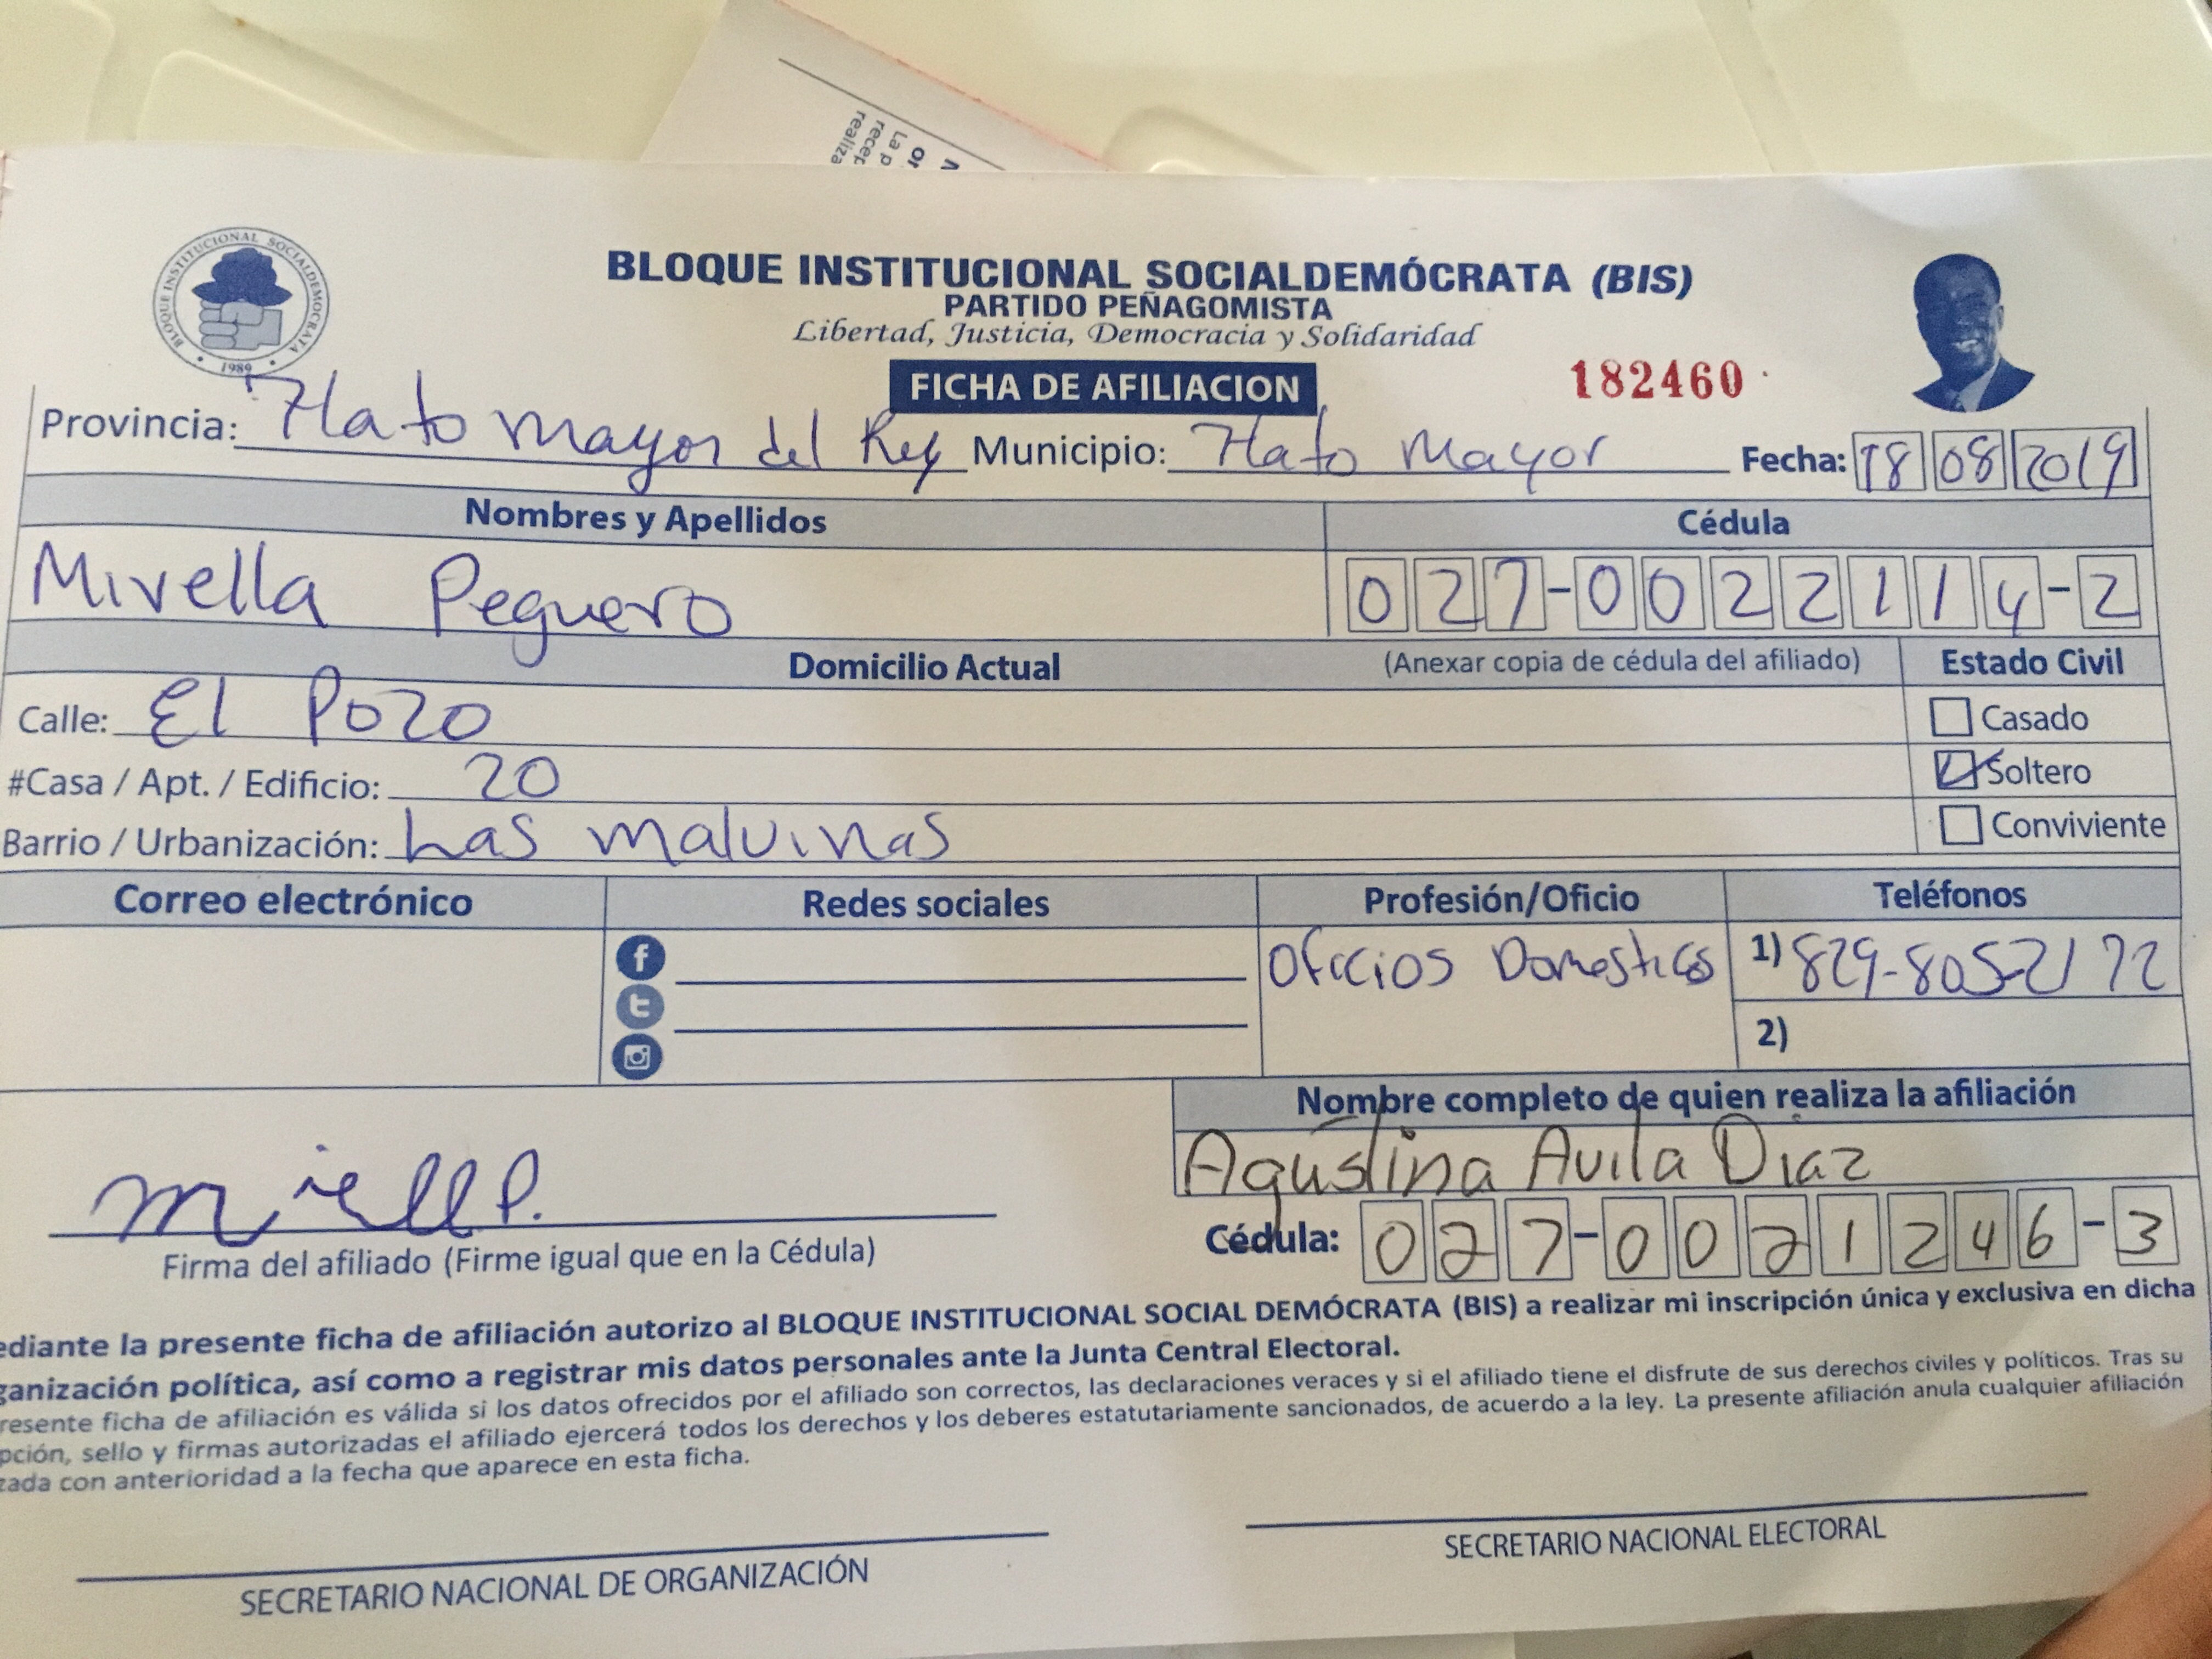 BLOQUE INSTITUCIONAL SOCIALDEMOCRATA
1989
BLOQUE INSTITUCIONAL SOCIALDEMÓCRATA (BIS)
PARTIDO PEÑAGOMISTA
Libertad, Justicia, Democracia y Solidaridad
FICHA DE AFILIACION
182460
Provincia: Hato Mayor del Rey Municipio: Hato Mayor Fecha: 18 08 2019
Nombres y Apellidos Cédula
Mivella Peguero 027-0022114-2
Domicilio Actual (Anexar copia de cédula del afiliado) Estado Civil
Calle: El Pozo Casado
#Casa / Apt. / Edificio: 20 Soltero
Barrio / Urbanización: Las malvinas Conviviente
Correo electrónico Redes sociales Profesión/Oficio Teléfonos
Oficios Domesticos 1) 829-805-2172
2)
Nombre completo de quien realiza la afiliación
Agustina Avila Diaz
Cédula: 027-0021246-3
Firma del afiliado (Firme igual que en la Cédula)
ediante la presente ficha de afiliación autorizo al BLOQUE INSTITUCIONAL SOCIAL DEMÓCRATA (BIS) a realizar mi inscripción única y exclusiva en dicha
ganización política, así como a registrar mis datos personales ante la Junta Central Electoral.
resente ficha de afiliación es válida si los datos ofrecidos por el afiliado son correctos, las declaraciones veraces y si el afiliado tiene el disfrute de sus derechos civiles y políticos. Tras su
pción, sello y firmas autorizadas el afiliado ejercerá todos los derechos y los deberes estatutariamente sancionados, de acuerdo a la ley. La presente afiliación anula cualquier afiliación
zada con anterioridad a la fecha que aparece en esta ficha.
SECRETARIO NACIONAL DE ORGANIZACIÓN
SECRETARIO NACIONAL ELECTORAL